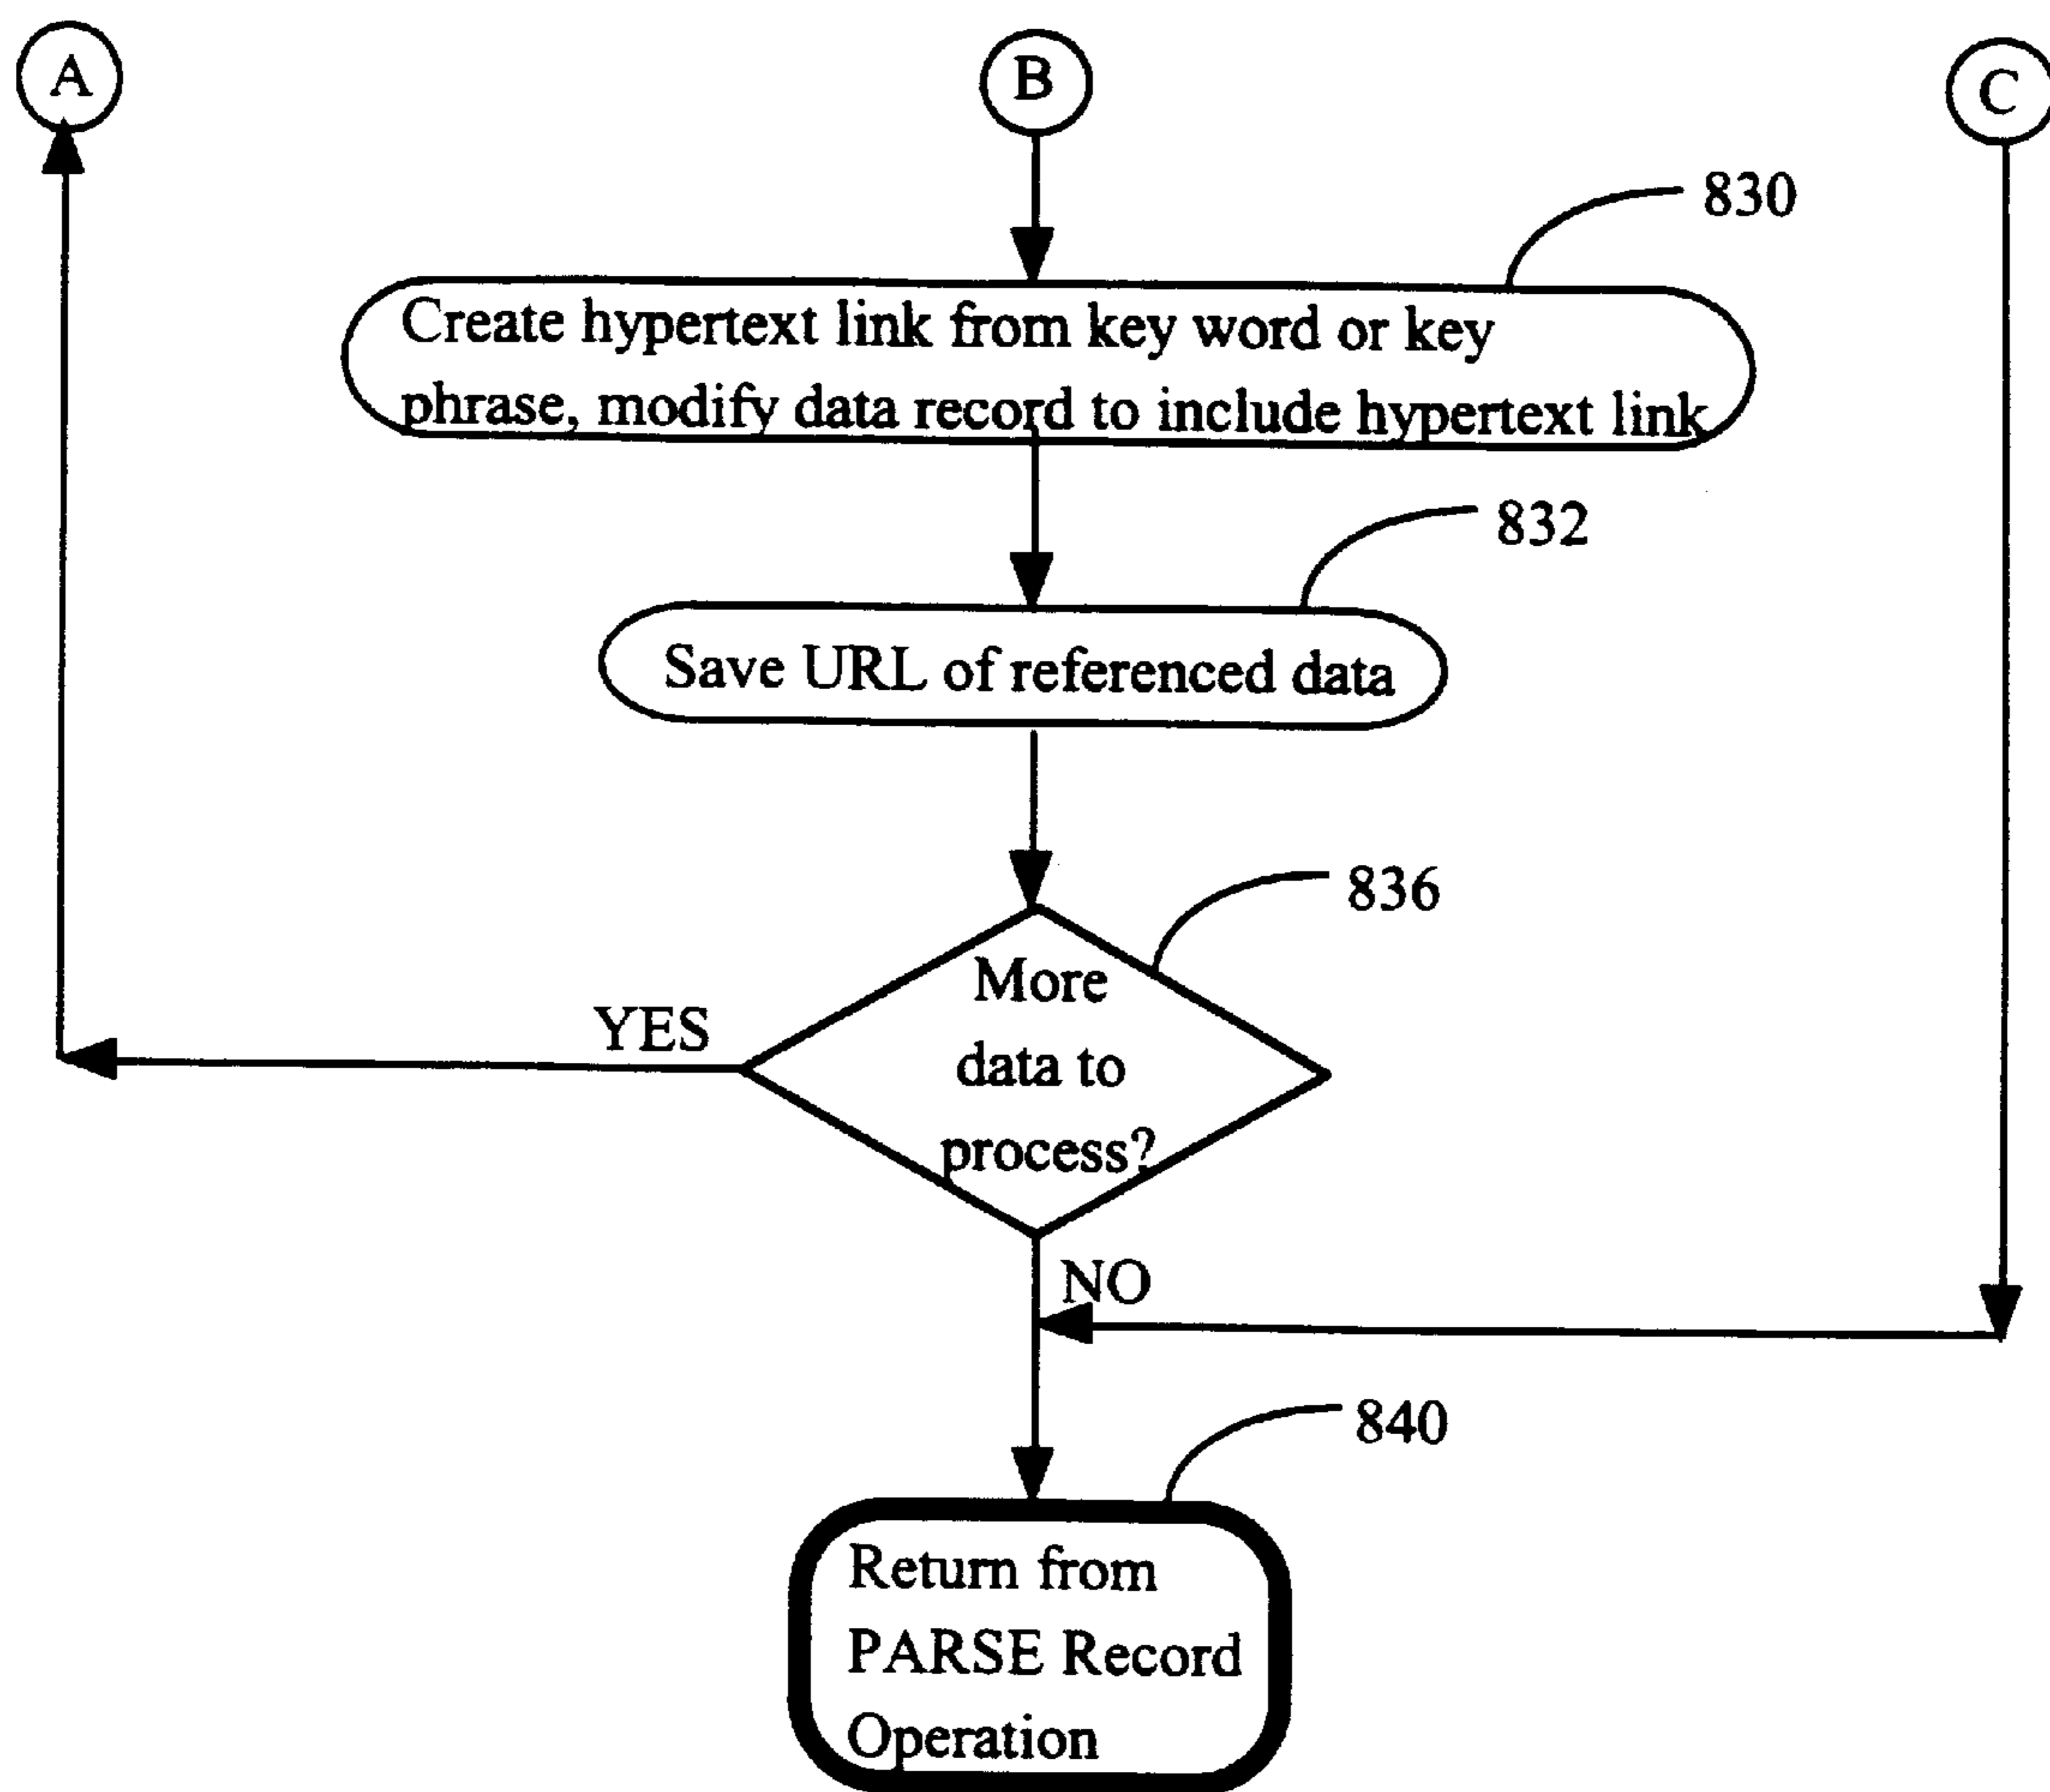 A
B
C
830
Create hypertext link from key word or key
phrase, modify data record to include hypertext link
832
Save URL of referenced data
836
More
data to
process?
YES
NO
840
Return from
PARSE Record
Operation